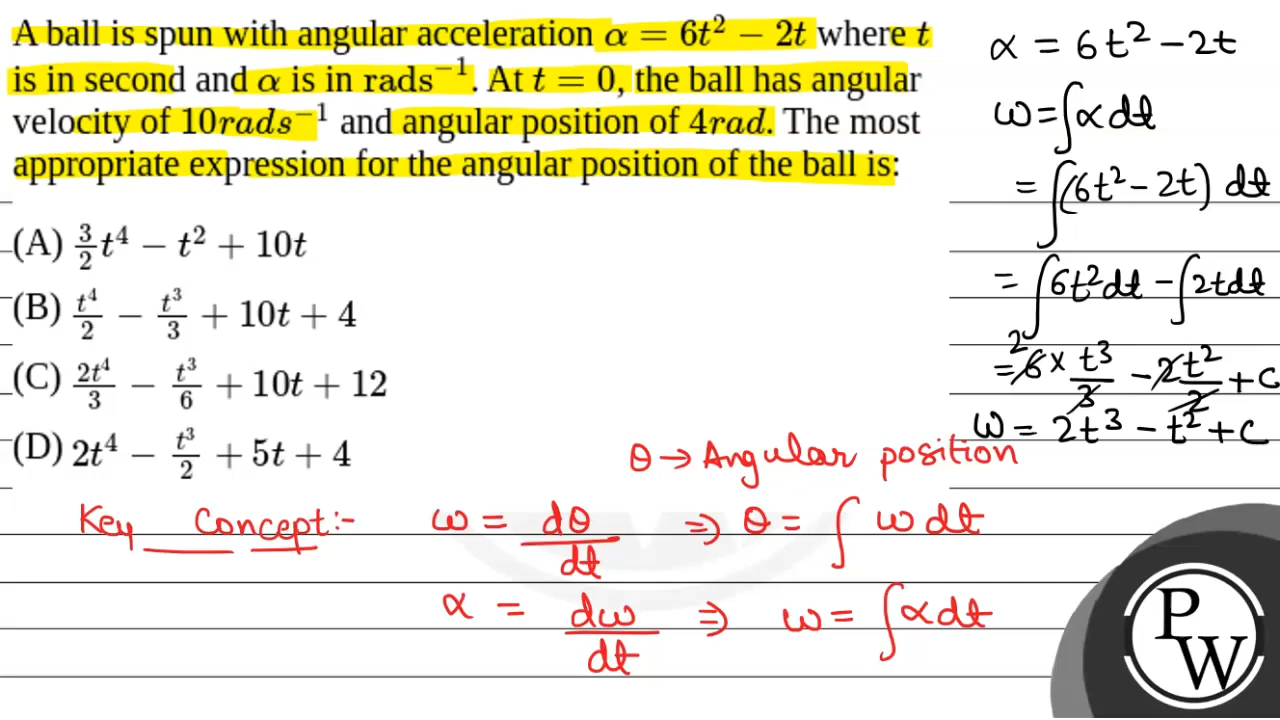 A ball is spun with angular acceleration α = 6t² − 2t where t
is in second and α is in rads⁻¹. At t = 0, the ball has angular
velocity of 10rads⁻¹ and angular position of 4rad. The most
appropriate expression for the angular position of the ball is:
(A) 3/2 t⁴ − t² + 10t
(B) t⁴/2 − t³/3 + 10t + 4
(C) 2t⁴/3 − t³/6 + 10t + 12
(D) 2t⁴ − t³/2 + 5t + 4
α = 6t² − 2t
ω = ∫α dt
= ∫(6t² − 2t) dt
= ∫6t² dt − ∫2t dt
= 2 6 × t³/3 − 2t²/2 + c
ω = 2t³ − t² + c
θ → Angular position
Key Concept:- ω = dθ/dt ⇒ θ = ∫ω dt
α = dω/dt ⇒ ω = ∫α dt
P
W